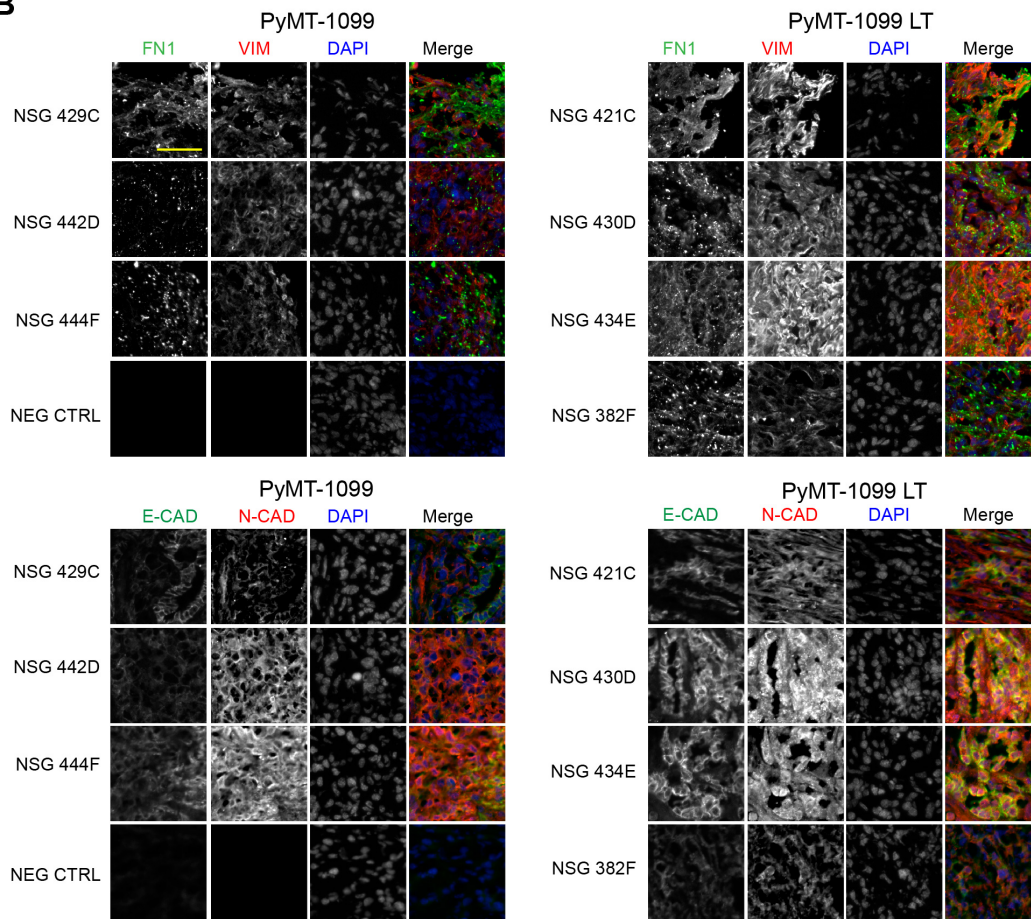 B
PyMT-1099
FN1 VIM DAPI Merge
NSG 429C
NSG 442D
NSG 444F
NEG CTRL
PyMT-1099 LT
FN1 VIM DAPI Merge
NSG 421C
NSG 430D
NSG 434E
NSG 382F
PyMT-1099
E-CAD N-CAD DAPI Merge
NSG 429C
NSG 442D
NSG 444F
NEG CTRL
PyMT-1099 LT
E-CAD N-CAD DAPI Merge
NSG 421C
NSG 430D
NSG 434E
NSG 382F